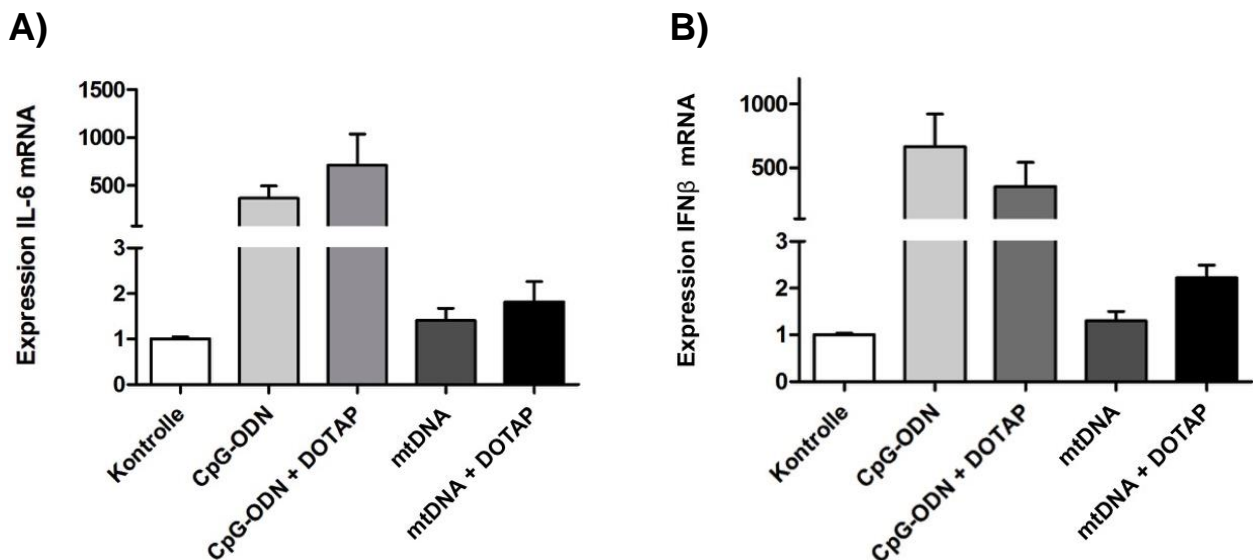 A)
Expression IL-6 mRNA
1500
1000
500
3
2
1
0
Kontrolle
CpG-ODN
CpG-ODN + DOTAP
mtDNA
mtDNA + DOTAP
B)
Expression IFNβ mRNA
1000
500
3
2
1
0
Kontrolle
CpG-ODN
CpG-ODN + DOTAP
mtDNA
mtDNA + DOTAP